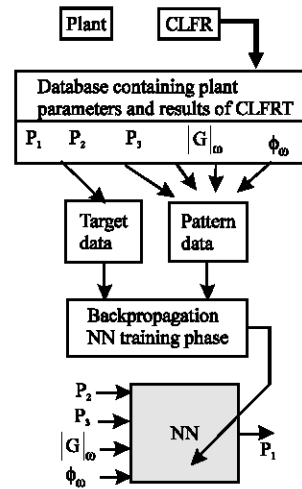 Plant CLFR
Database containing plant
parameters and results of CLFRT
P₁ P₂ P₃ |G|ω ϕω
Target
data
Pattern
data
Backpropagation
NN training phase
P₂
P₃
|G|ω
ϕω
NN
P₁